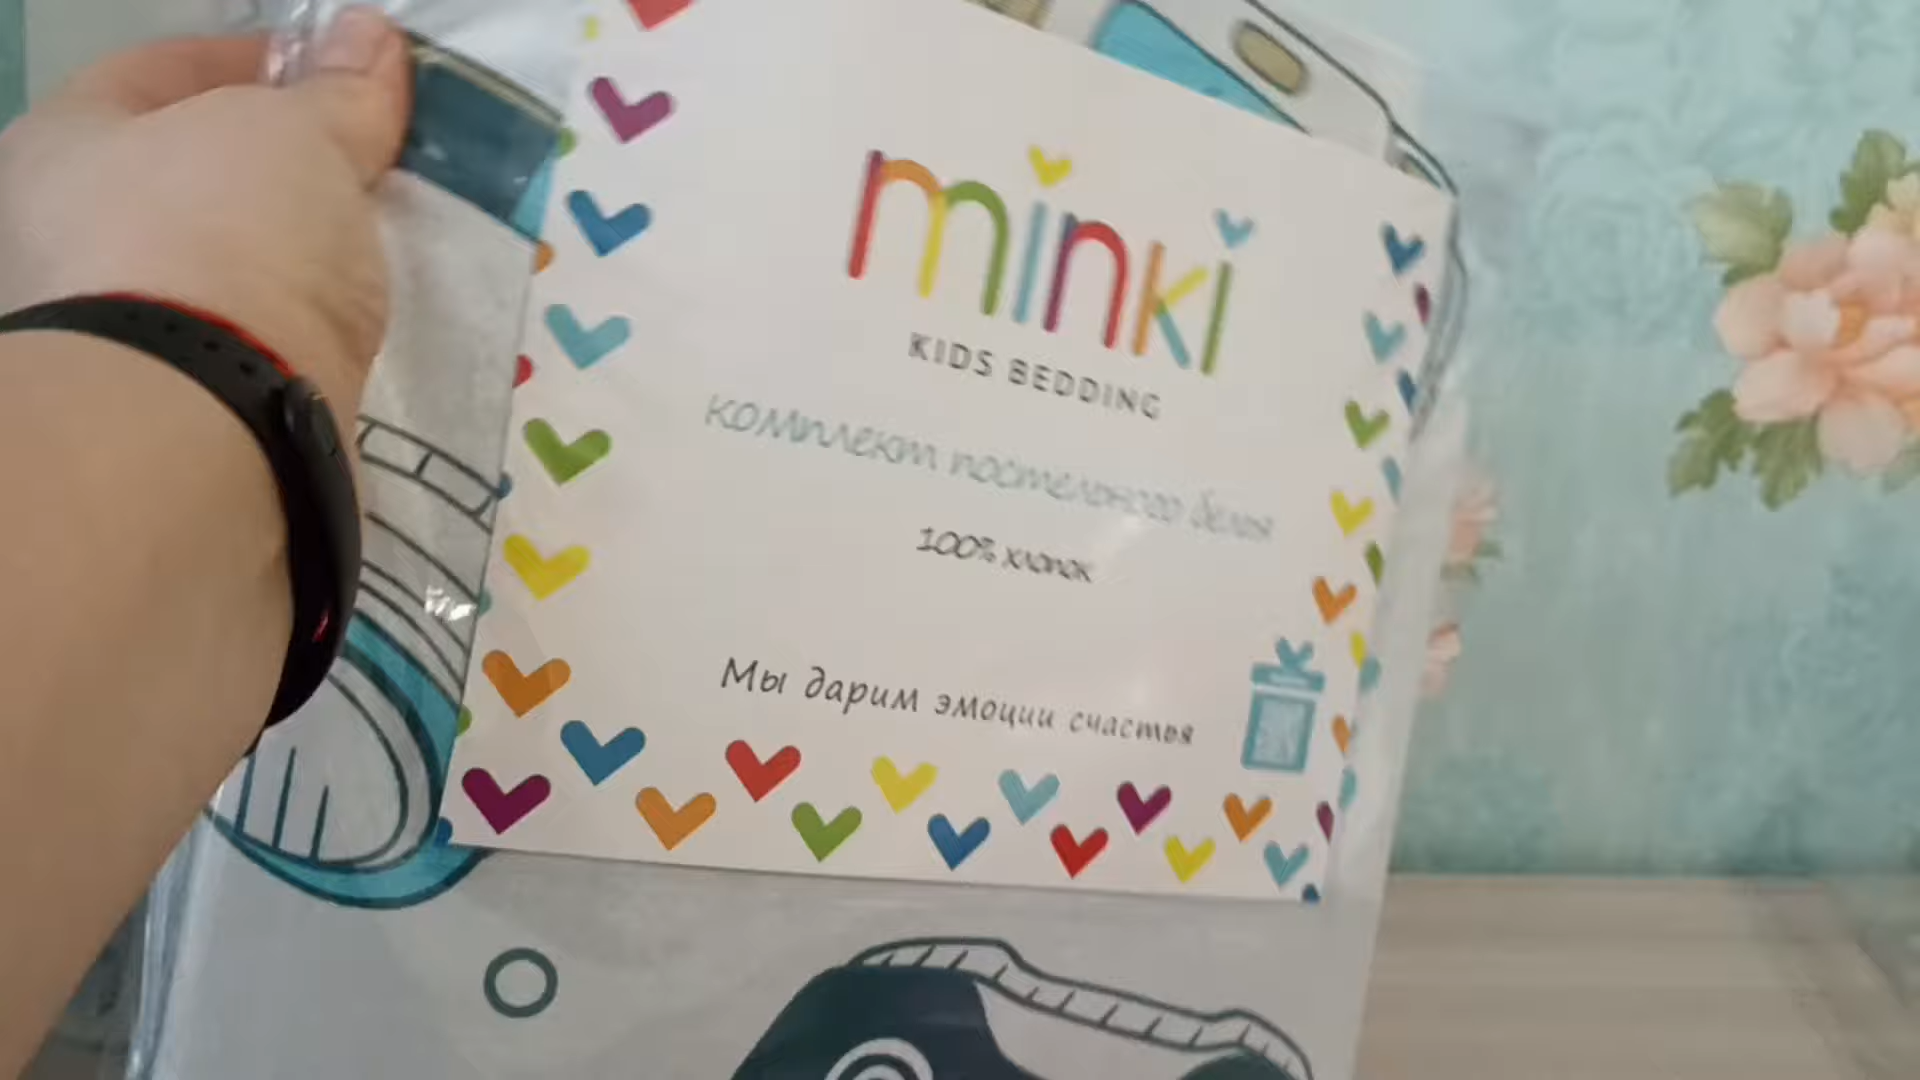 minki
KIDS BEDDING
комплект постельного белья
100% хлопок
Мы дарим эмоции счастья